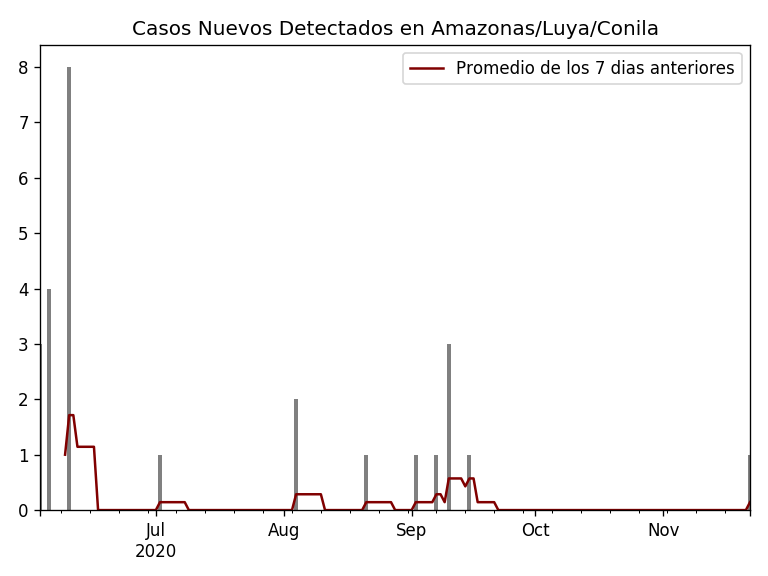 Casos Nuevos Detectados en Amazonas/Luya/Conila
Promedio de los 7 dias anteriores
8
7
6
5
4
3
2
1
0
Jul
2020
Aug
Sep
Oct
Nov